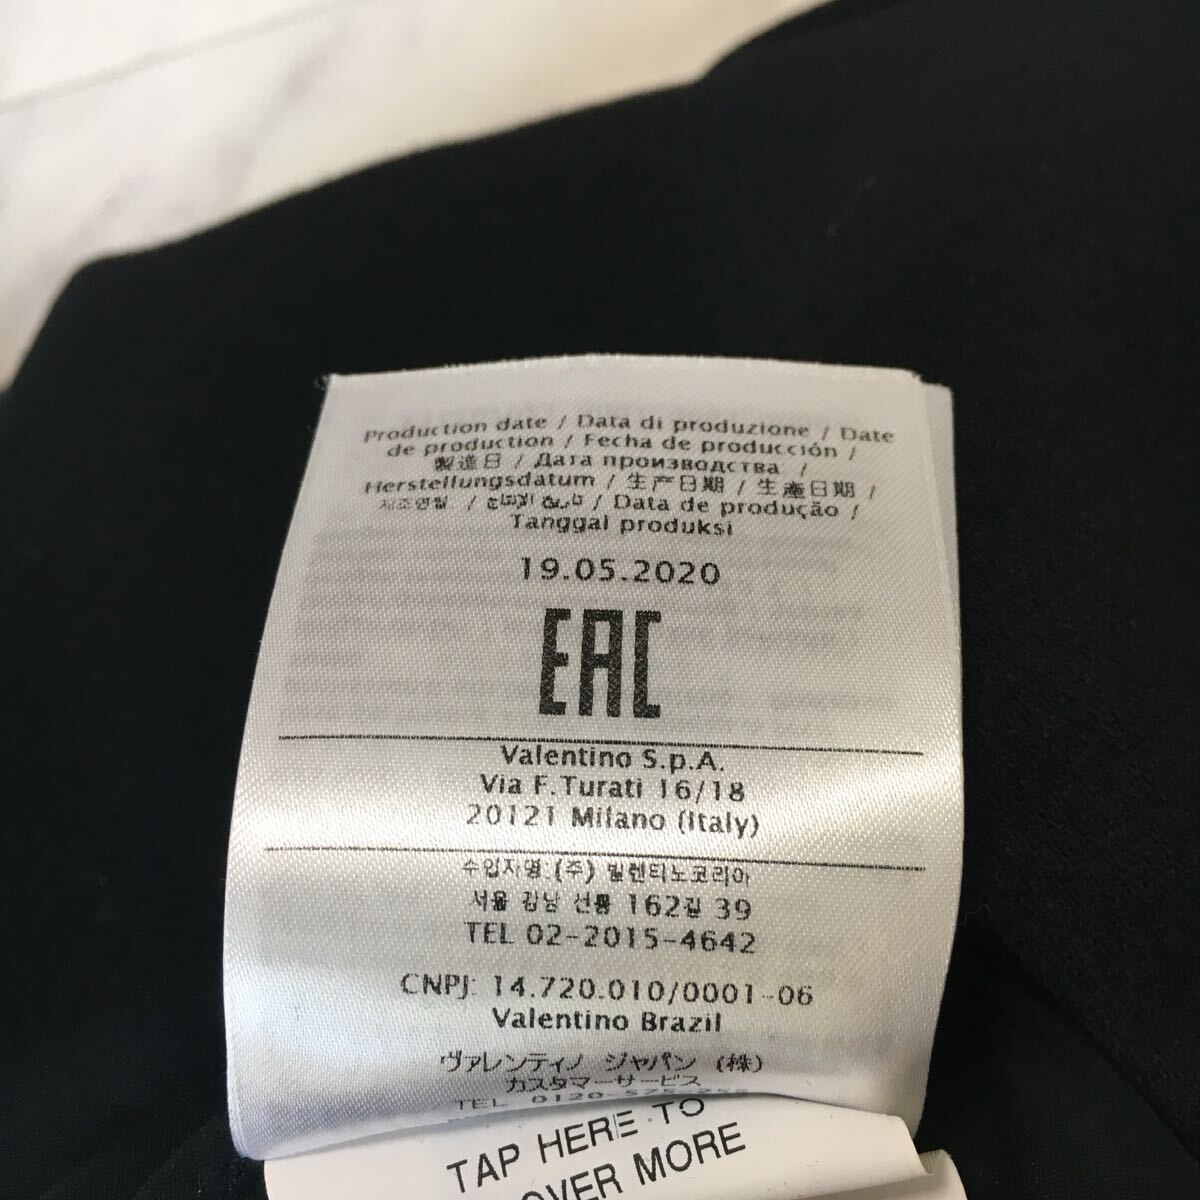 Production date / Data di produzione / Date
de production / Fecha de producción /
製造日 / Дата производства /
Herstellungsdatum / 生产日期 / 生產日期 /
제조연월 / / Data de produção /
Tanggal produksi
19.05.2020
EAC
Valentino S.p.A.
Via F.Turati 16/18
20121 Milano (Italy)
수입자명:(주) 발렌티노코리아
서울 강남 선릉 162길 39
TEL 02-2015-4642
CNPJ: 14.720.010/0001-06
Valentino Brazil
ヴァレンティノ ジャパン (株)
カスタマーサービス
TEL 0120-575-255
TAP HERE TO
OVER MORE